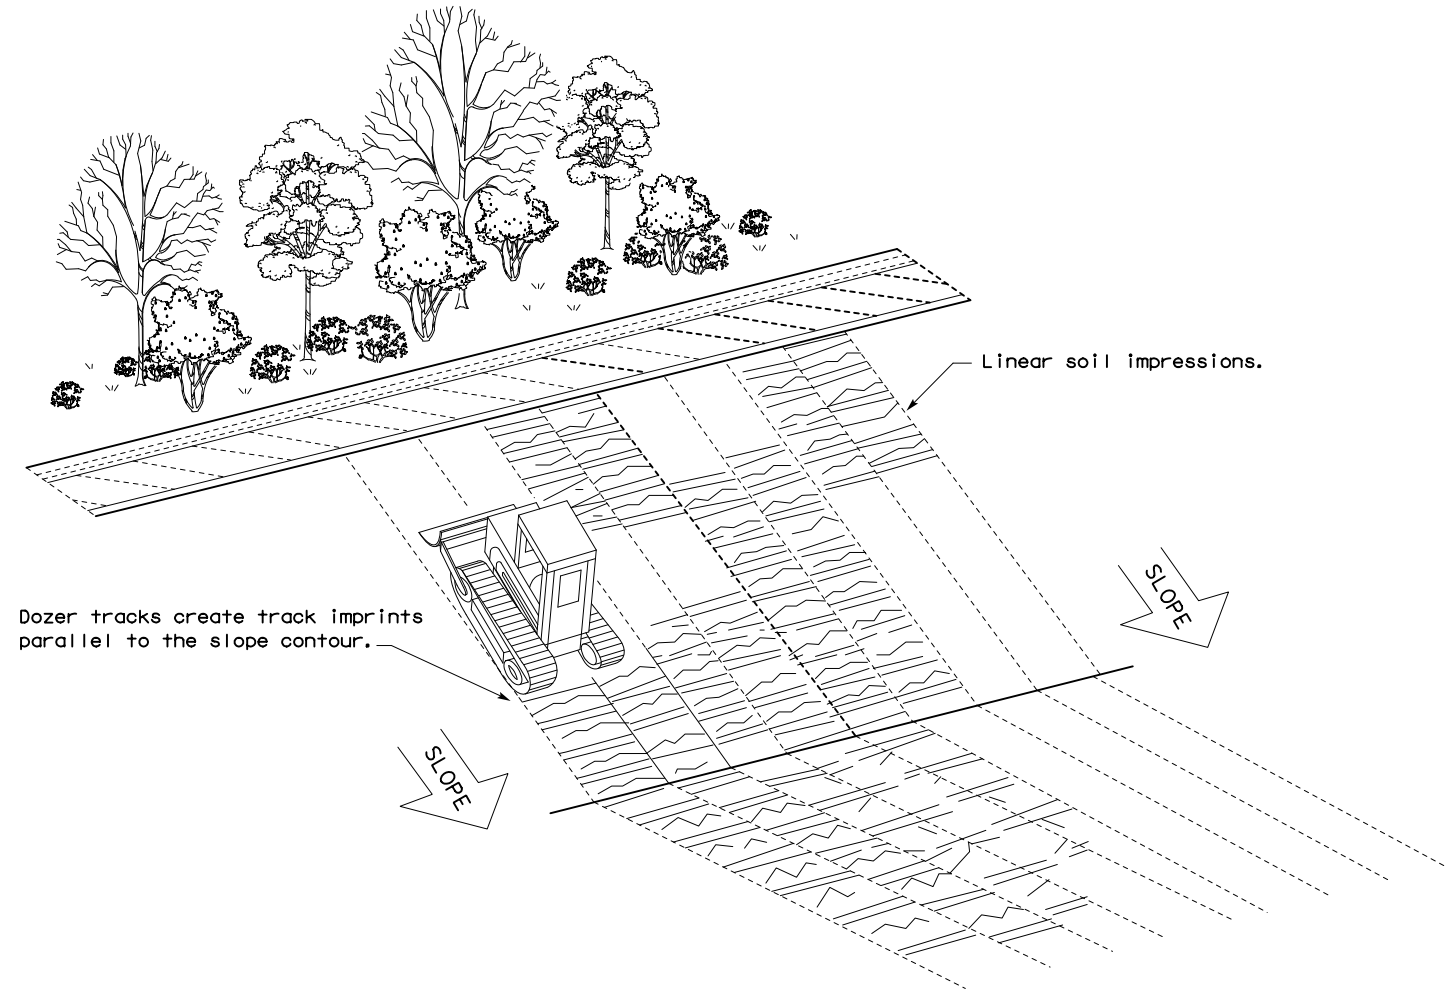 Linear soil impressions.
SLOPE
Dozer tracks create track imprints
parallel to the slope contour.
SLOPE